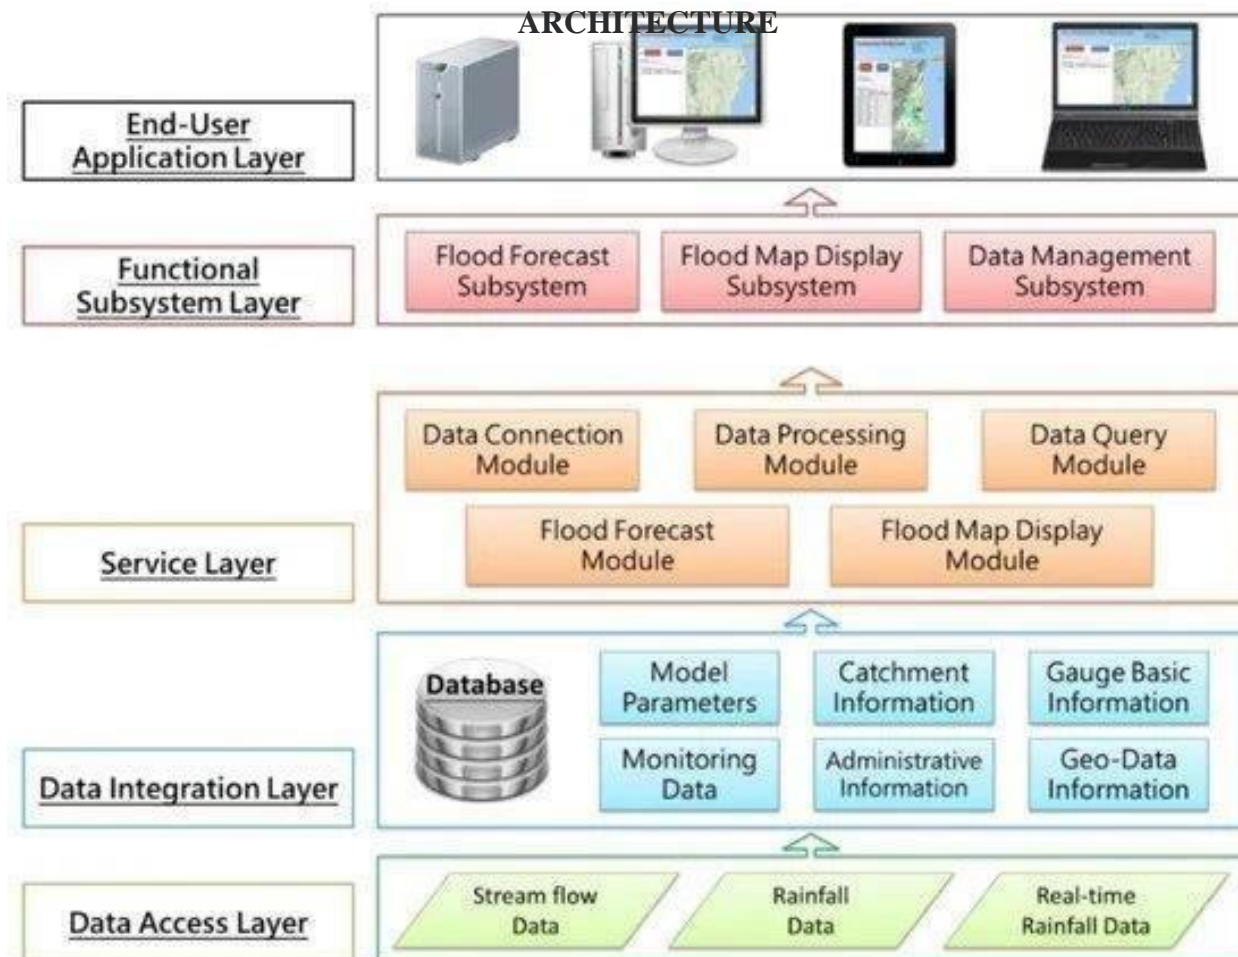 ARCHITECTURE
End-User
Application Layer
Functional
Subsystem Layer
Flood Forecast
Subsystem
Flood Map Display
Subsystem
Data Management
Subsystem
Service Layer
Data Connection
Module
Data Processing
Module
Data Query
Module
Flood Forecast
Module
Flood Map Display
Module
Data Integration Layer
Database
Model
Parameters
Catchment
Information
Gauge Basic
Information
Monitoring
Data
Administrative
Information
Geo-Data
Information
Data Access Layer
Stream flow
Data
Rainfall
Data
Real-time
Rainfall Data